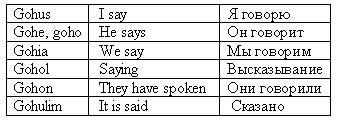 Gohus I say Я говорю
Gohe, goho He says Он говорит
Gohia We say Мы говорим
Gohol Saying Высказывание
Gohon They have spoken Они говорили
Gohulim It is said Сказано